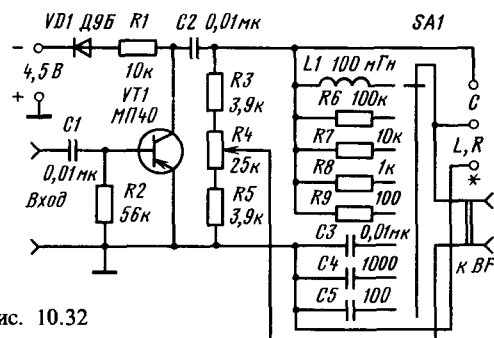 VD1 Д9Б R1 C2 0,01мк SA1
−
4,5 В
+
10к
VT1
МП40
C1
0,01мк
Вход
R2
56к
R3
3,9к
R4
25к
R5
3,9к
L1 100 мГн
R6 100к
R7 10к
R8 1к
R9 100
C3 0,01мк
C4 1000
C5 100
C
L, R
*
к BF
ис. 10.32